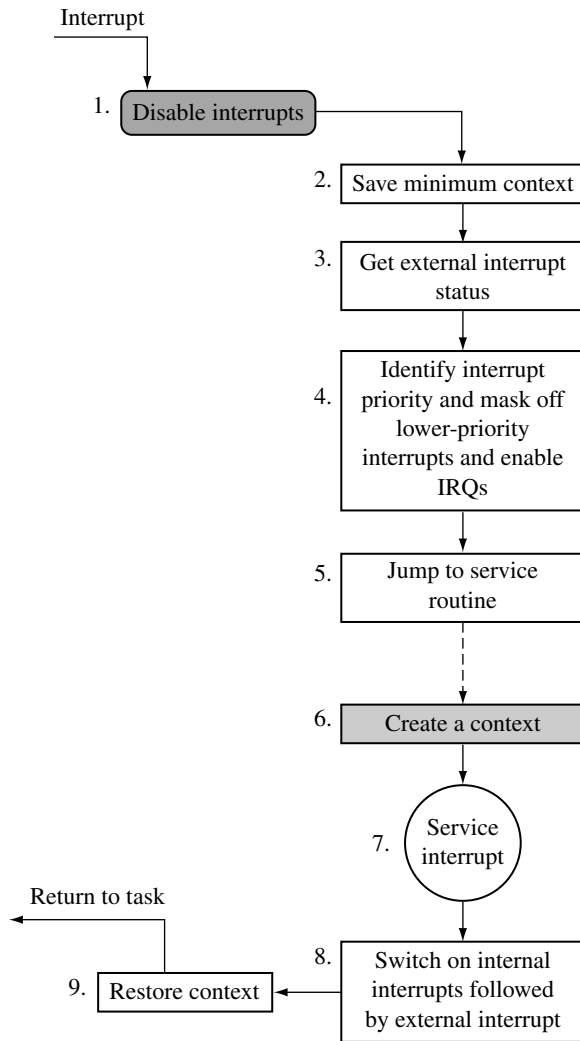 Interrupt
1. Disable interrupts
2. Save minimum context
3. Get external interrupt
status
4. Identify interrupt
priority and mask off
lower-priority
interrupts and enable
IRQs
5. Jump to service
routine
6. Create a context
7. Service
interrupt
8. Switch on internal
interrupts followed
by external interrupt
9. Restore context
Return to task